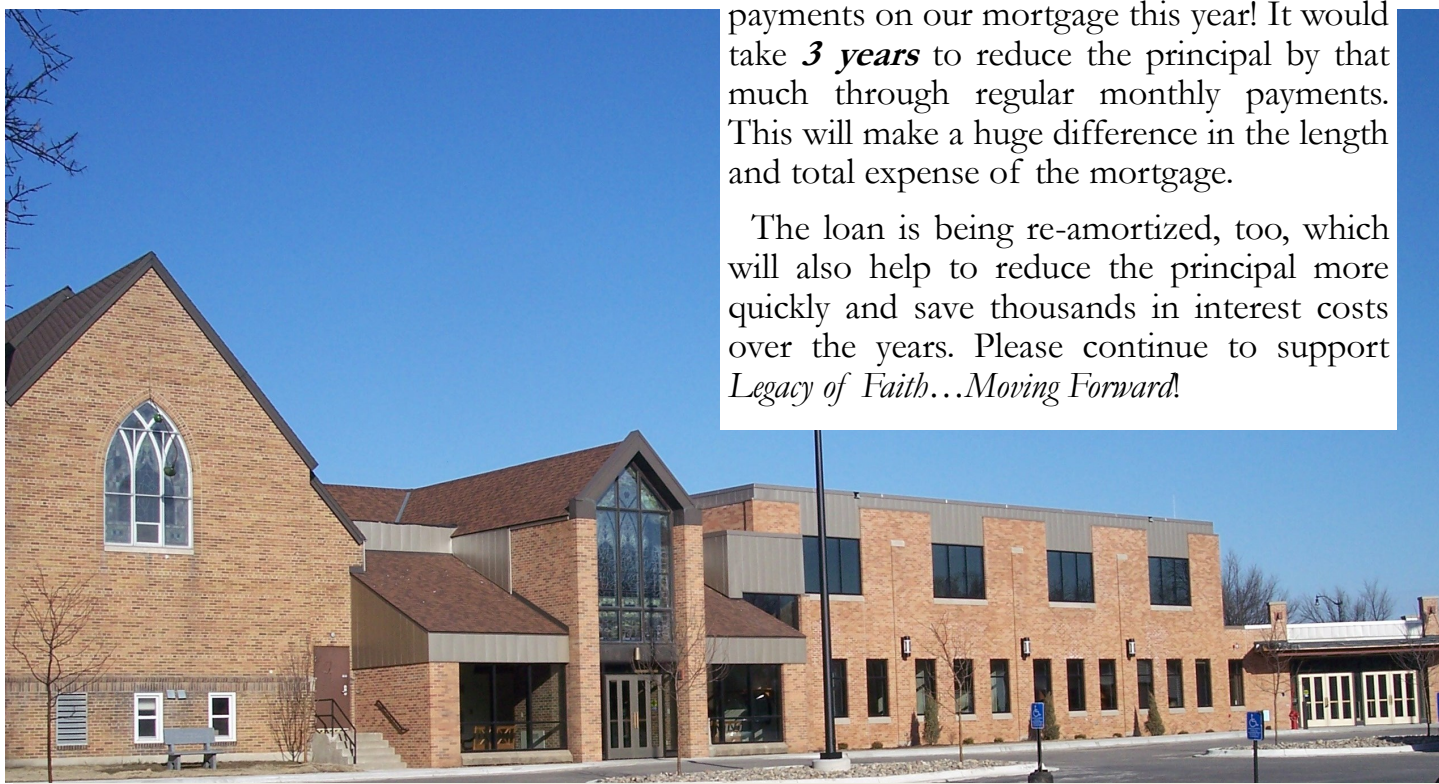 payments on our mortgage this year! It would
take 3 years to reduce the principal by that
much through regular monthly payments.
This will make a huge difference in the length
and total expense of the mortgage.
The loan is being re-amortized, too, which
will also help to reduce the principal more
quickly and save thousands in interest costs
over the years. Please continue to support
Legacy of Faith…Moving Forward!